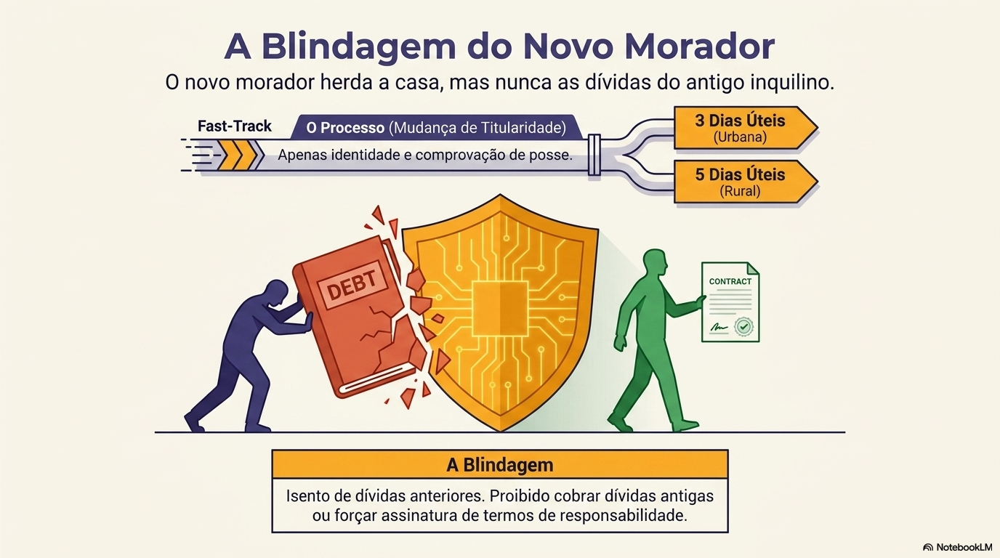 A Blindagem do Novo Morador
O novo morador herda a casa, mas nunca as dívidas do antigo inquilino.
Fast-Track
O Processo (Mudança de Titularidade)
Apenas identidade e comprovação de posse.
3 Dias Úteis
(Urbana)
5 Dias Úteis
(Rural)
DEBT
CONTRACT
A Blindagem
Isento de dívidas anteriores. Proibido cobrar dívidas antigas
ou forçar assinatura de termos de responsabilidade.
NotebookLM